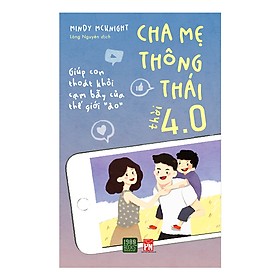 MINDY MCKNIGHT
Long Nguyễn dịch
CHA MẸ
THÔNG
THÁI
thời
4.0
Giúp con
thoát khỏi
cạm bẫy của
thế giới "ảo"
1980
BOOKS